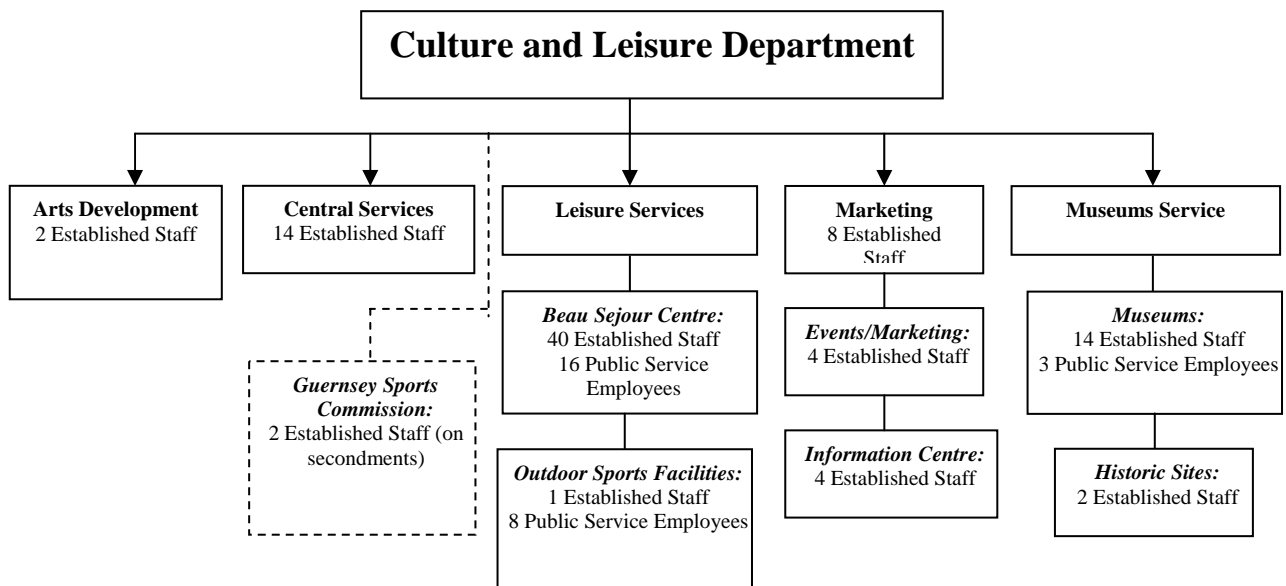 Culture and Leisure Department
Arts Development
2 Established Staff
Central Services
14 Established Staff
Leisure Services
Marketing
8 Established
Staff
Museums Service
Guernsey Sports
Commission:
2 Established Staff (on
secondments)
Beau Sejour Centre:
40 Established Staff
16 Public Service
Employees
Outdoor Sports Facilities:
1 Established Staff
8 Public Service Employees
Events/Marketing:
4 Established Staff
Information Centre:
4 Established Staff
Museums:
14 Established Staff
3 Public Service Employees
Historic Sites:
2 Established Staff